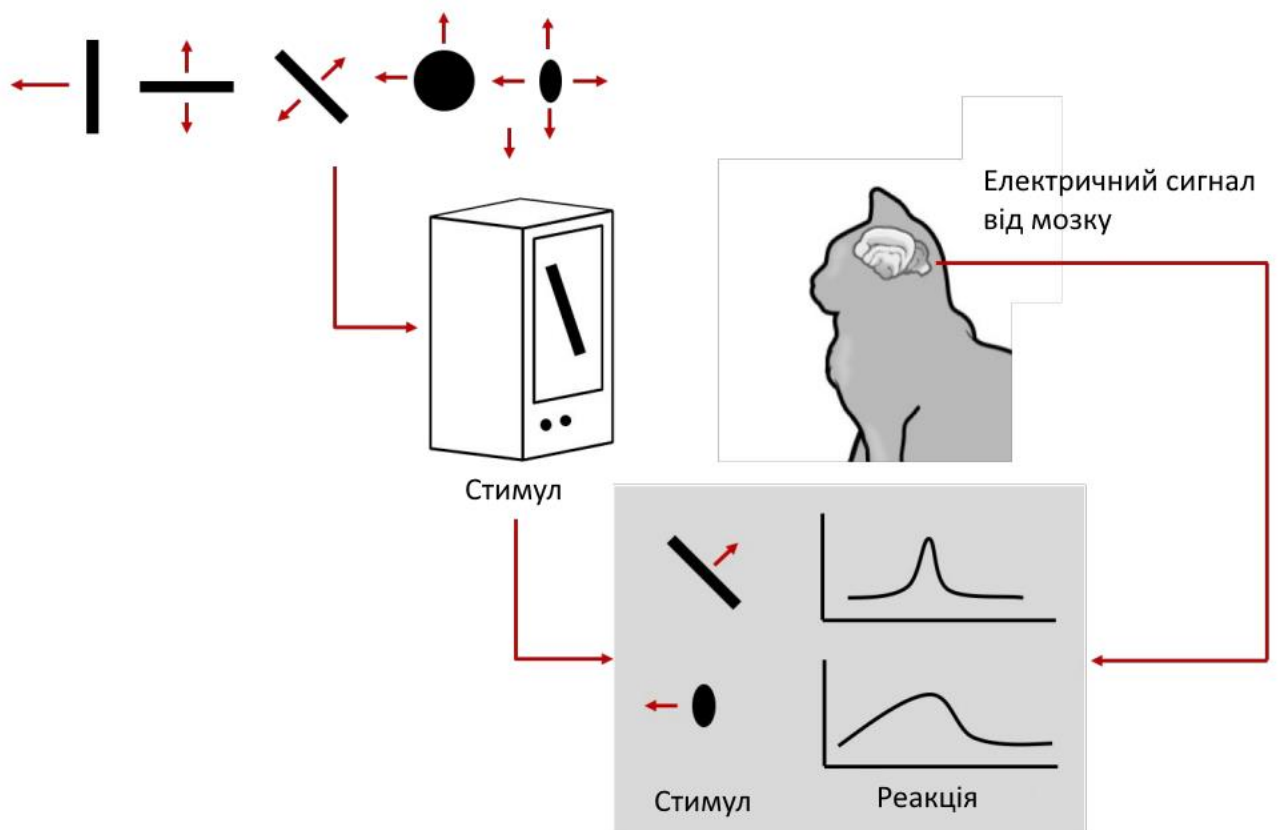 Електричний сигнал
від мозку
Стимул
Стимул
Реакція